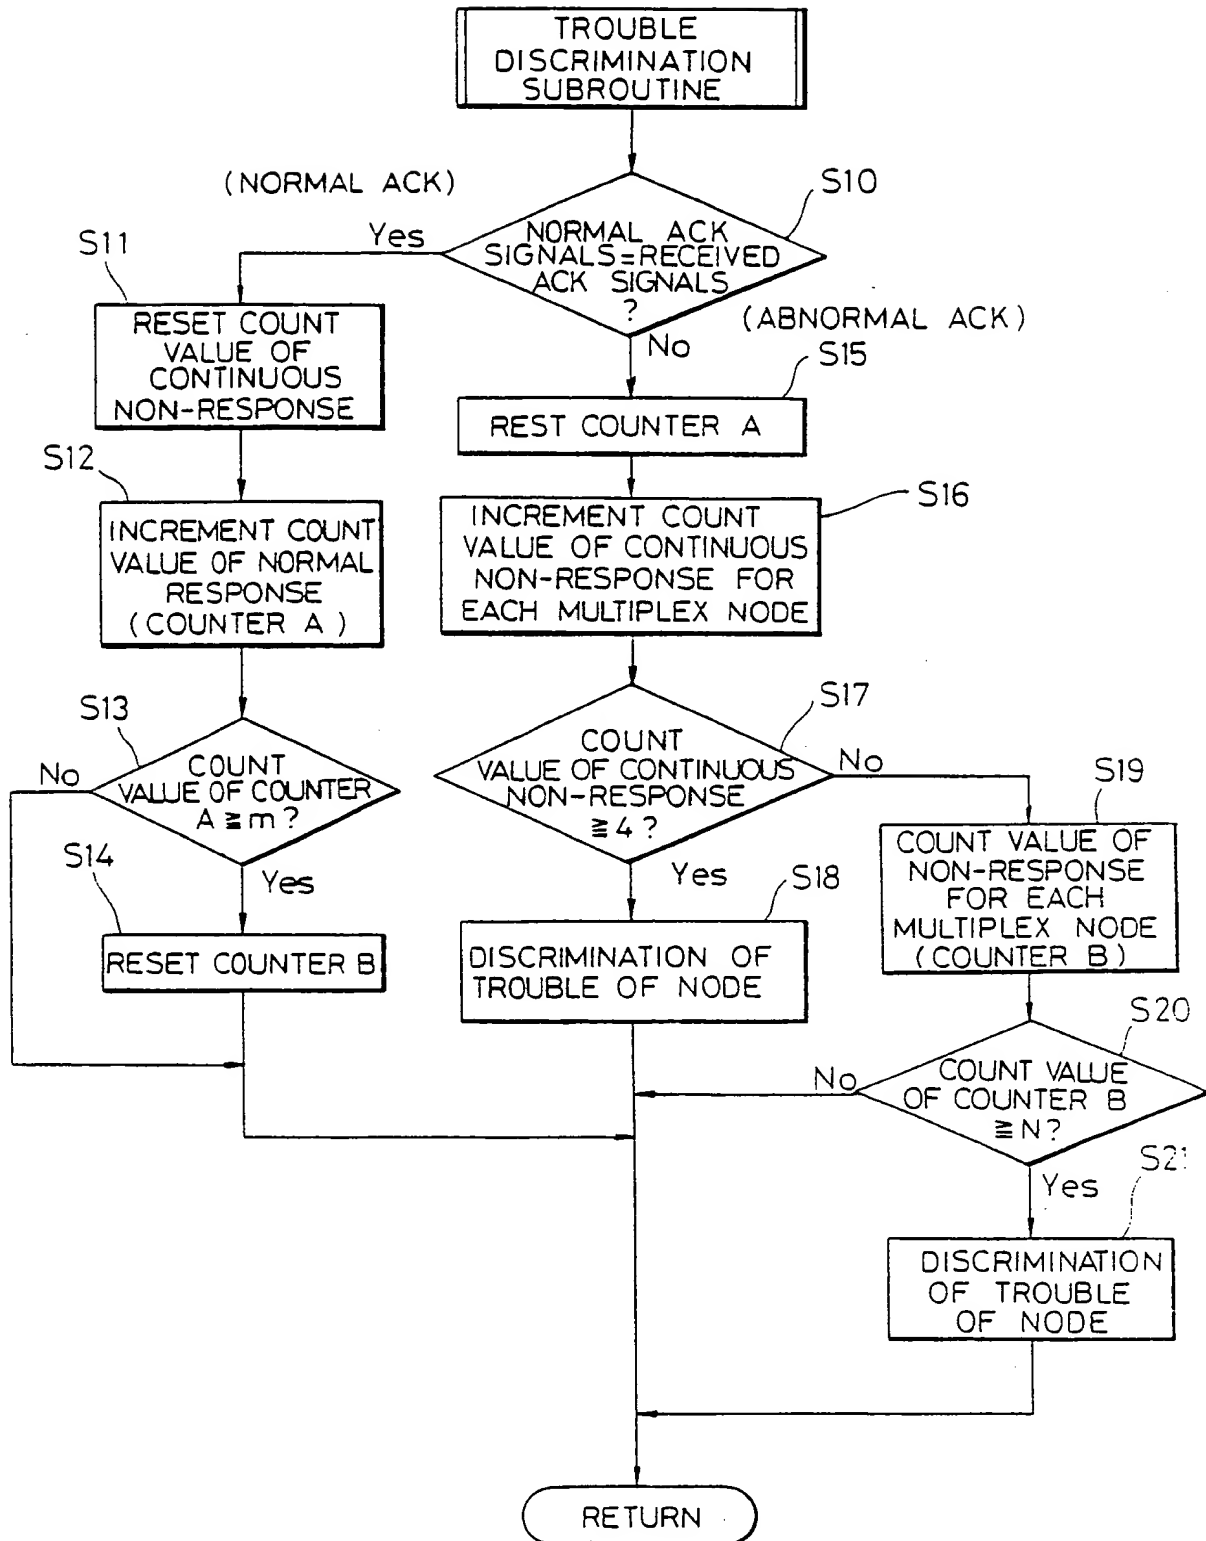 TROUBLE
DISCRIMINATION
SUBROUTINE
(NORMAL ACK)
S10
Yes
NORMAL ACK
SIGNALS=RECEIVED
ACK SIGNALS
?
S11
RESET COUNT
VALUE OF
CONTINUOUS
NON-RESPONSE
(ABNORMAL ACK)
No
S15
REST COUNTER A
S12
INCREMENT COUNT
VALUE OF NORMAL
RESPONSE
(COUNTER A)
S16
INCREMENT COUNT
VALUE OF CONTINUOUS
NON-RESPONSE FOR
EACH MULTIPLEX NODE
S13
No
COUNT
VALUE OF COUNTER
A ≧ m?
Yes
S17
COUNT
VALUE OF CONTINUOUS
NON-RESPONSE
≧ 4?
No
Yes
S19
COUNT VALUE OF
NON-RESPONSE
FOR EACH
MULTIPLEX NODE
(COUNTER B)
S14
RESET COUNTER B
S18
DISCRIMINATION OF
TROUBLE OF NODE
S20
No
COUNT VALUE
OF COUNTER B
≧ N?
Yes
S21
DISCRIMINATION
OF TROUBLE
OF NODE
RETURN